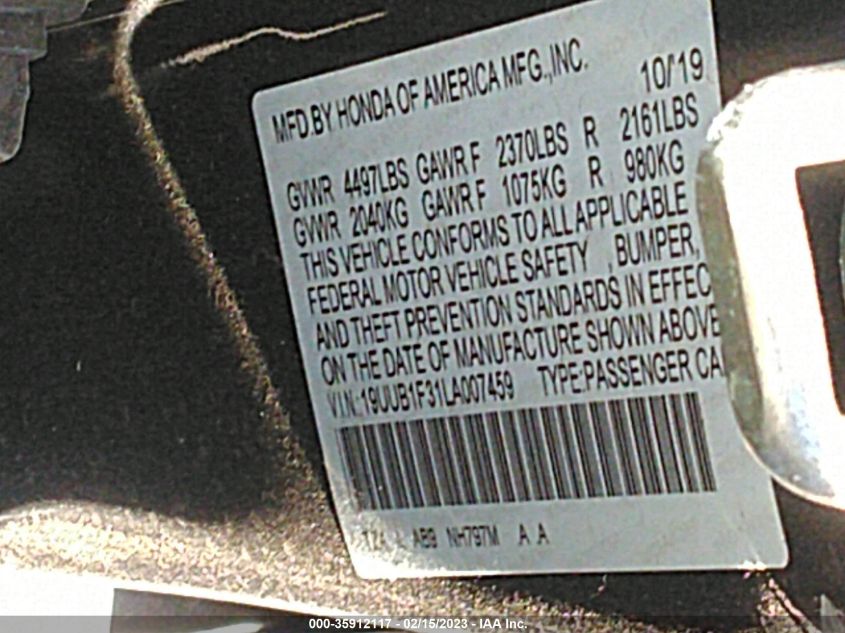 MFD.BY HONDA OF AMERICA MFG.,INC. 10/19
GVWR 4497LBS GAWR F 2370LBS R 2161LBS
GVWR 2040KG GAWR F 1075KG R 980KG
THIS VEHICLE CONFORMS TO ALL APPLICABLE
FEDERAL MOTOR VEHICLE SAFETY , BUMPER,
AND THEFT PREVENTION STANDARDS IN EFFEC
ON THE DATE OF MANUFACTURE SHOWN ABOVE
V.I.N.:19UUB1F31LA007459 TYPE:PASSENGER CA
AB9 NH797M A A
000-35912117 - 02/15/2023 - IAA Inc.